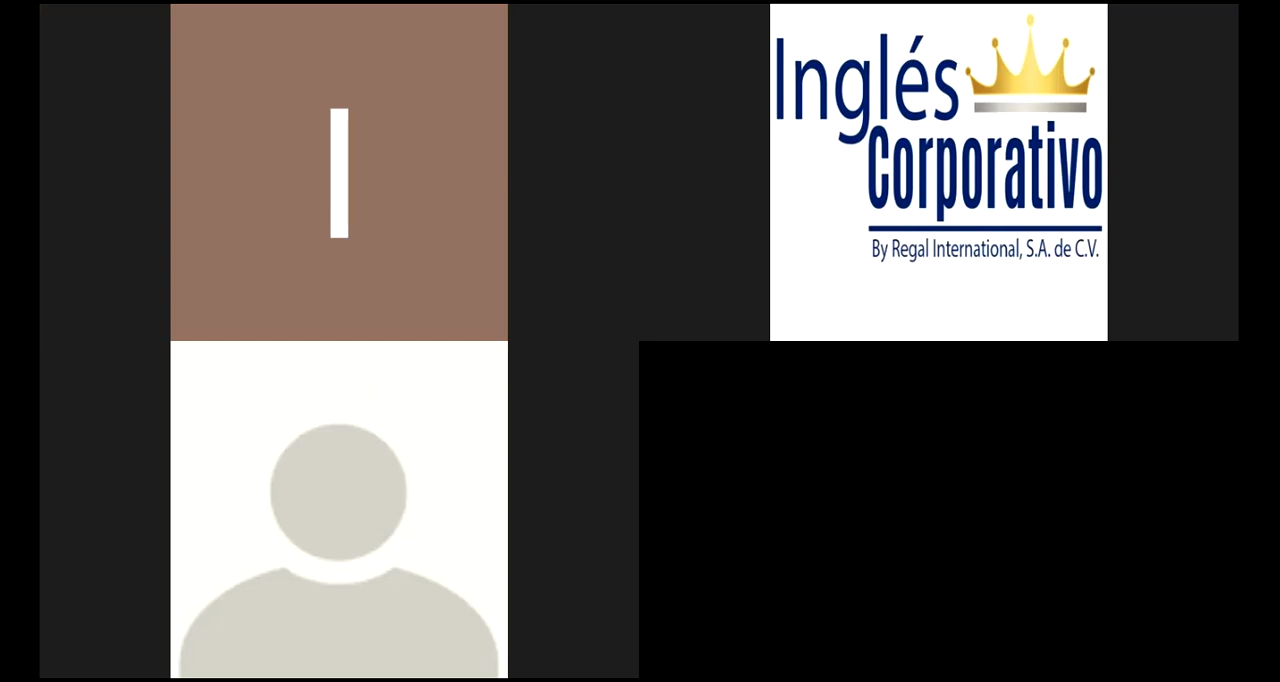 I
Inglés
Corporativo
By Regal International, S.A. de C.V.